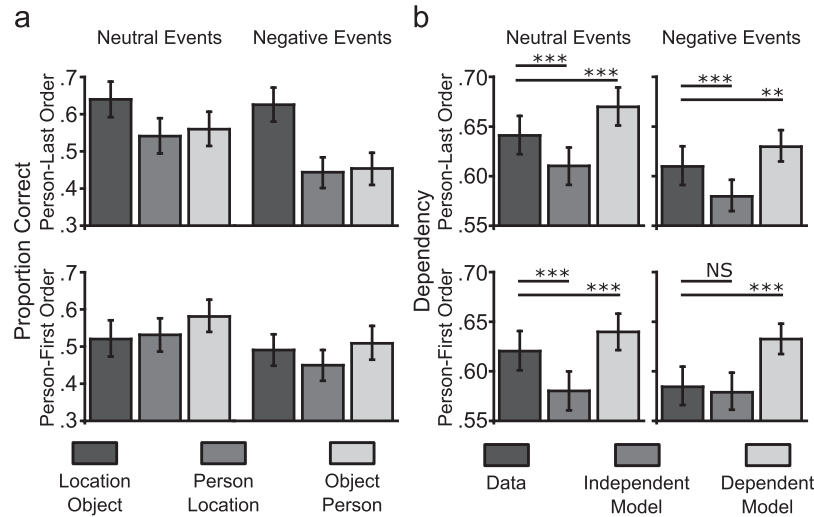 a
b
Neutral Events
Negative Events
Neutral Events
Negative Events
Proportion Correct
Person-Last Order
.7
.6
.5
.4
.3
Person-First Order
.7
.6
.5
.4
.3
Dependency
Person-Last Order
.70
.65
.60
.55
***
***
***
**
Person-First Order
.70
.65
.60
.55
***
***
NS
***
Location
Object
Person
Location
Object
Person
Data
Independent
Model
Dependent
Model